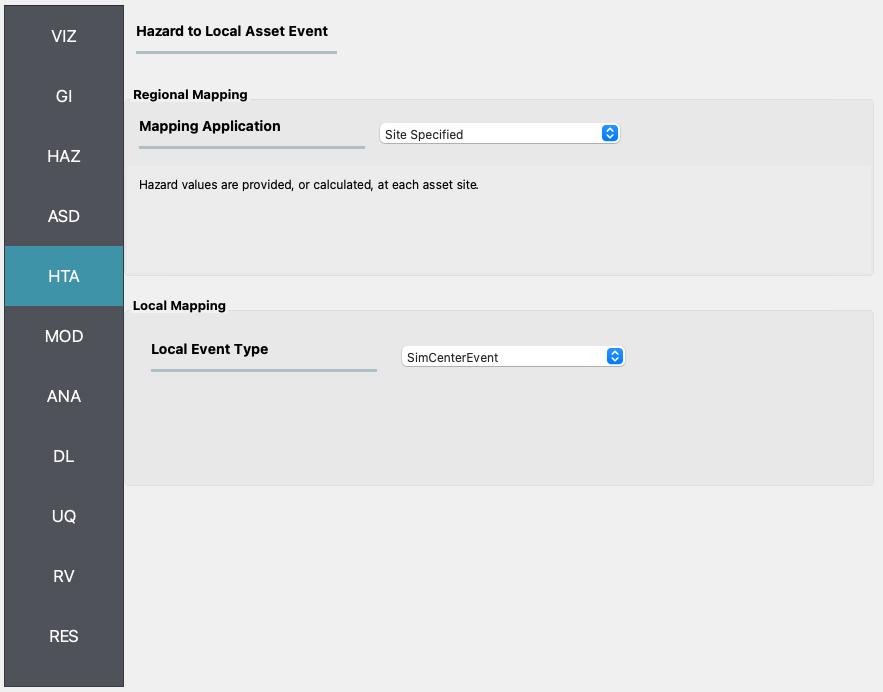 VIZ
GI
HAZ
ASD
HTA
MOD
ANA
DL
UQ
RV
RES
Hazard to Local Asset Event
Regional Mapping
Mapping Application
Site Specified
Hazard values are provided, or calculated, at each asset site.
Local Mapping
Local Event Type
SimCenterEvent